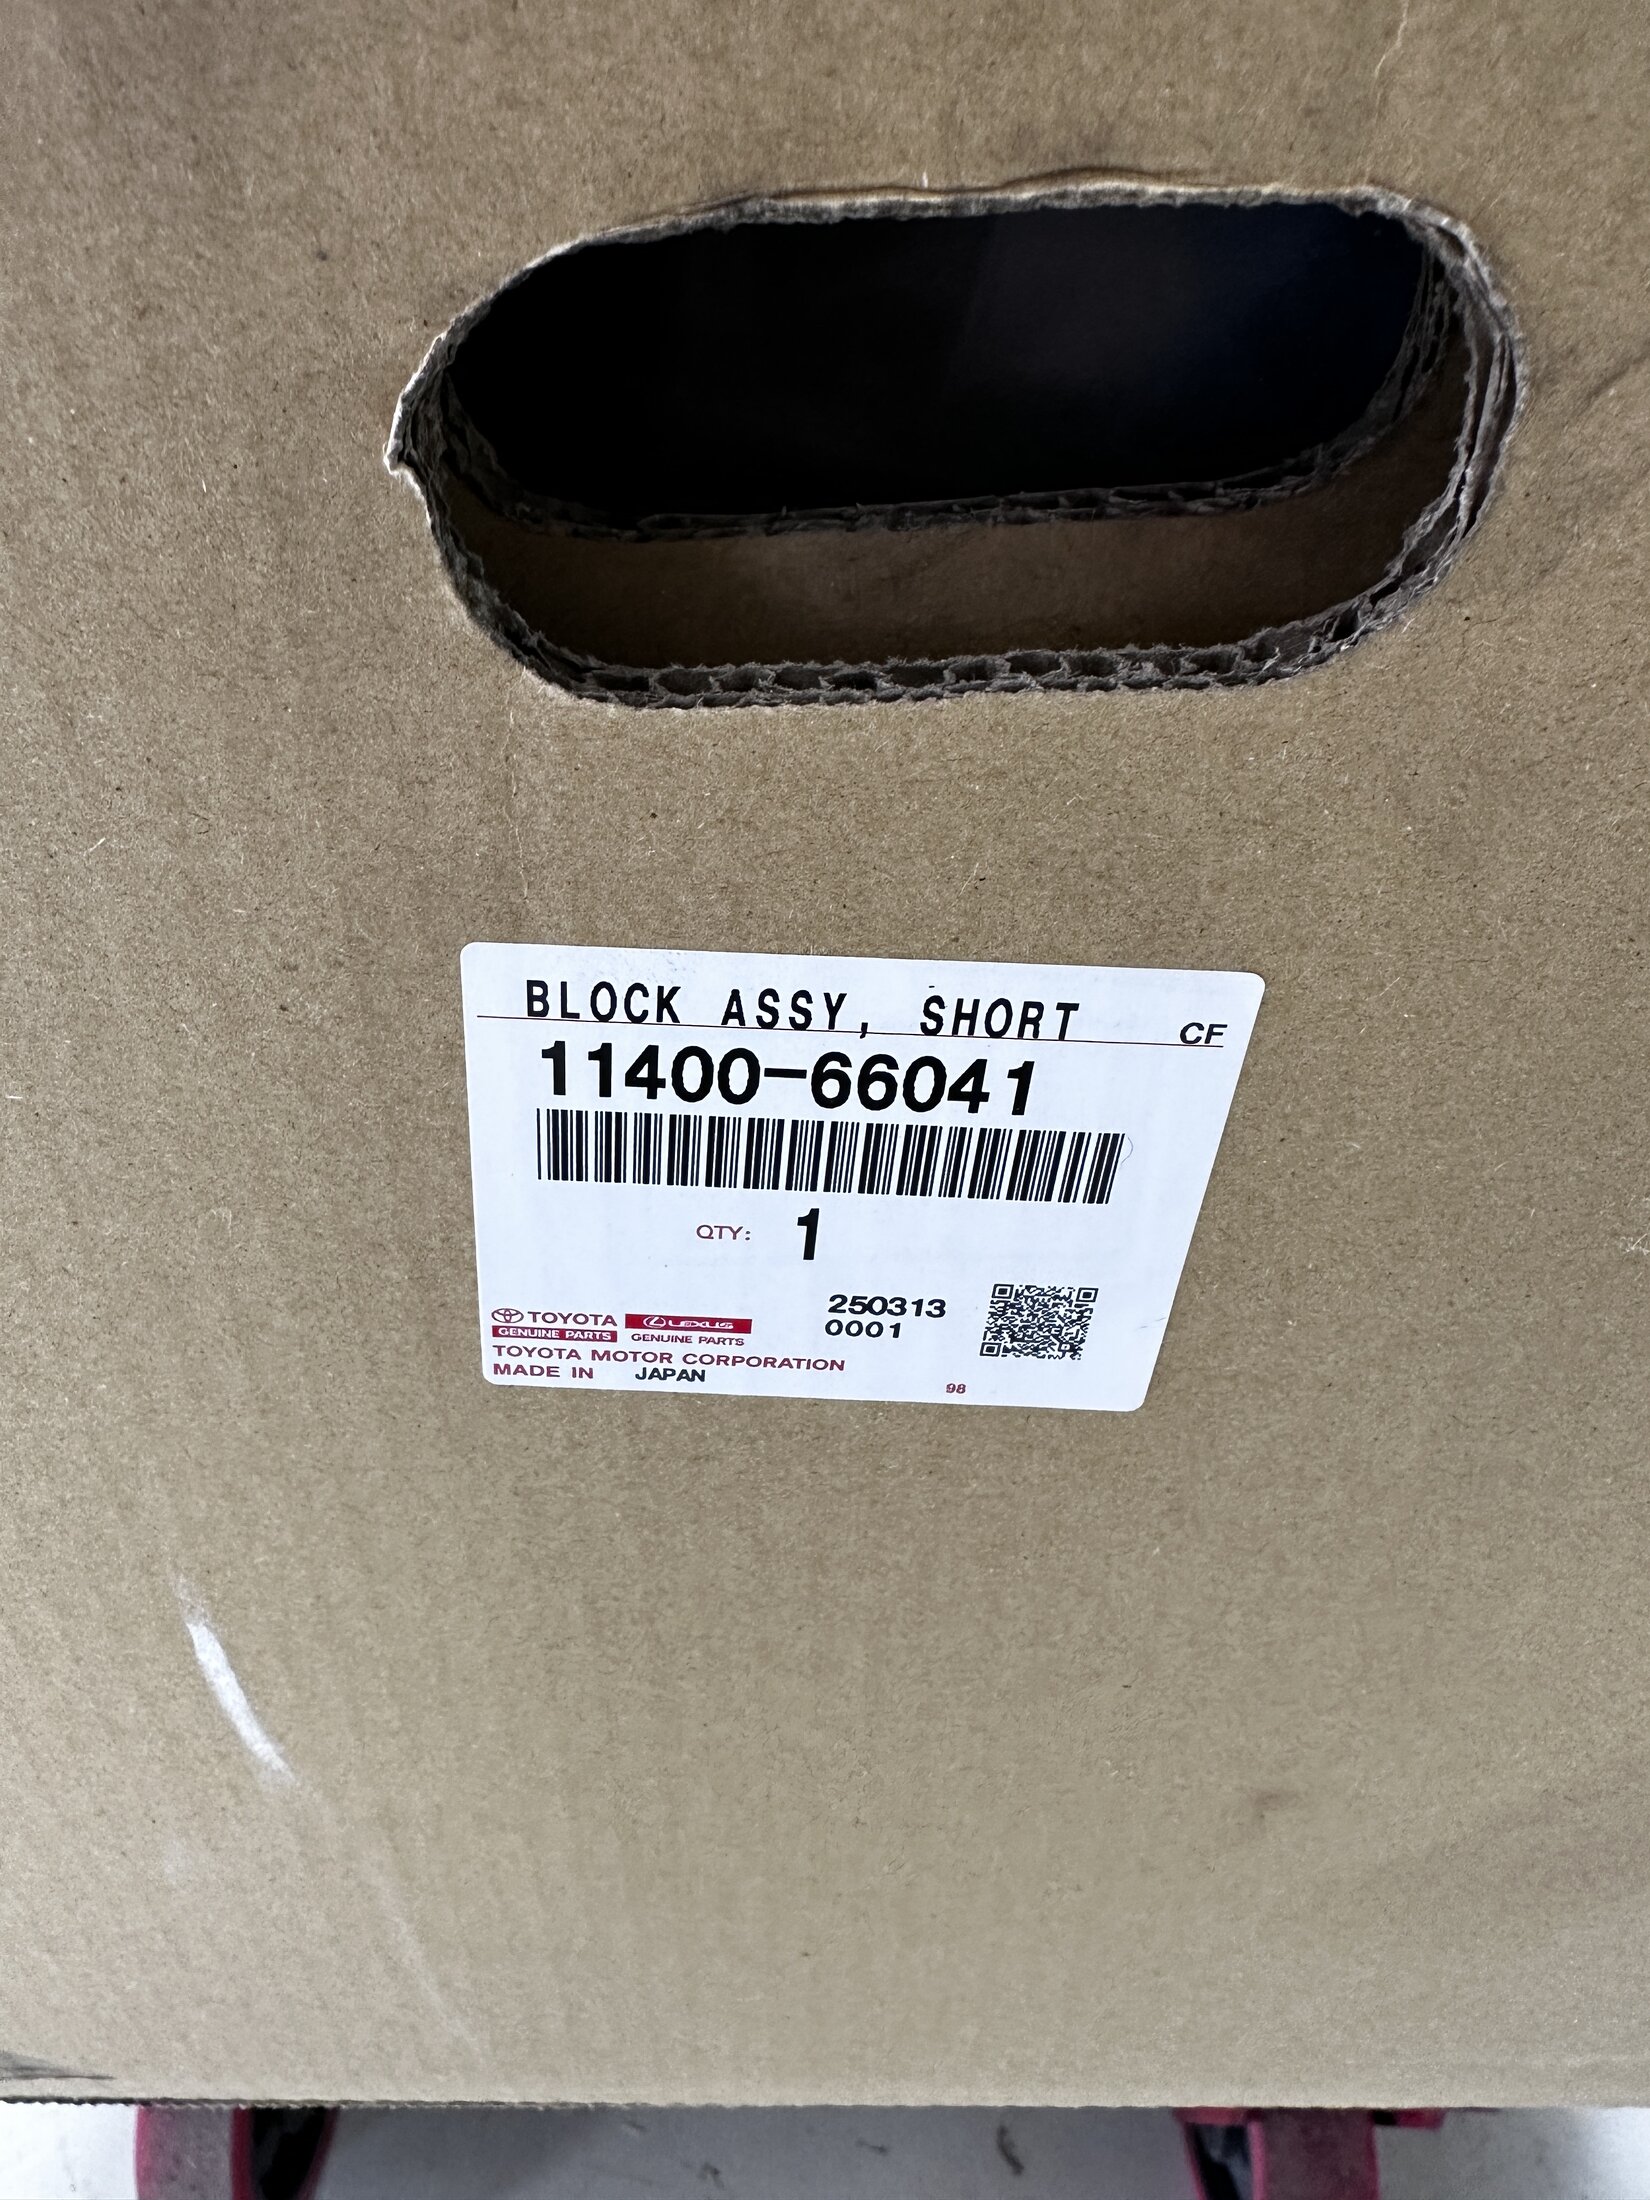 BLOCK ASSY, SHORT CF
11400-66041
QTY: 1
250313
0001
TOYOTA LEXUS
GENUINE PARTS GENUINE PARTS
TOYOTA MOTOR CORPORATION
MADE IN JAPAN
98